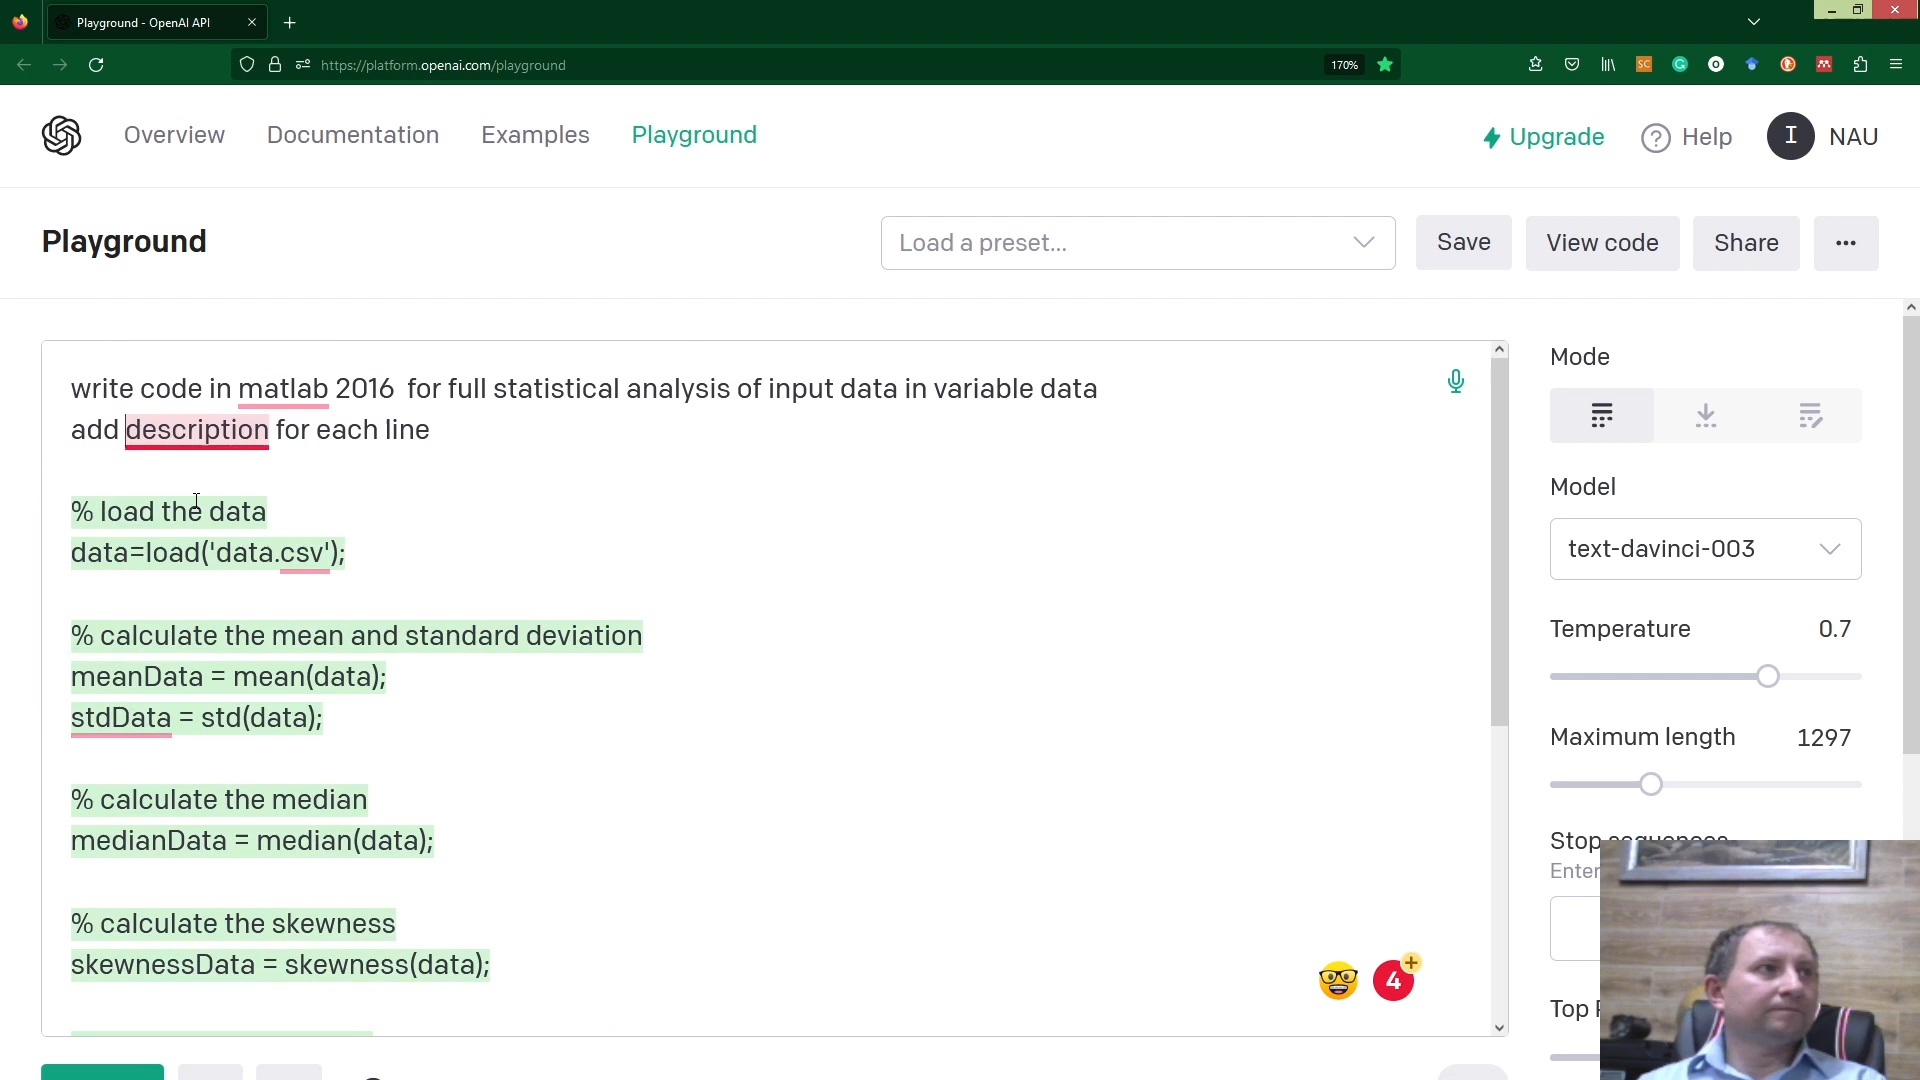 Playground - OpenAI API
https://platform.openai.com/playground
170%
SC
Overview
Documentation
Examples
Playground
Upgrade
? Help
I
NAU
Playground
Load a preset...
Save
View code
Share
write code in matlab 2016 for full statistical analysis of input data in variable data
add description for each line
% load the data
data=load('data.csv');
% calculate the mean and standard deviation
meanData = mean(data);
stdData = std(data);
% calculate the median
medianData = median(data);
% calculate the skewness
skewnessData = skewness(data);
4
Mode
Model
text-davinci-003
Temperature
0.7
Maximum length
1297
Stop sequences
Enter
Top P